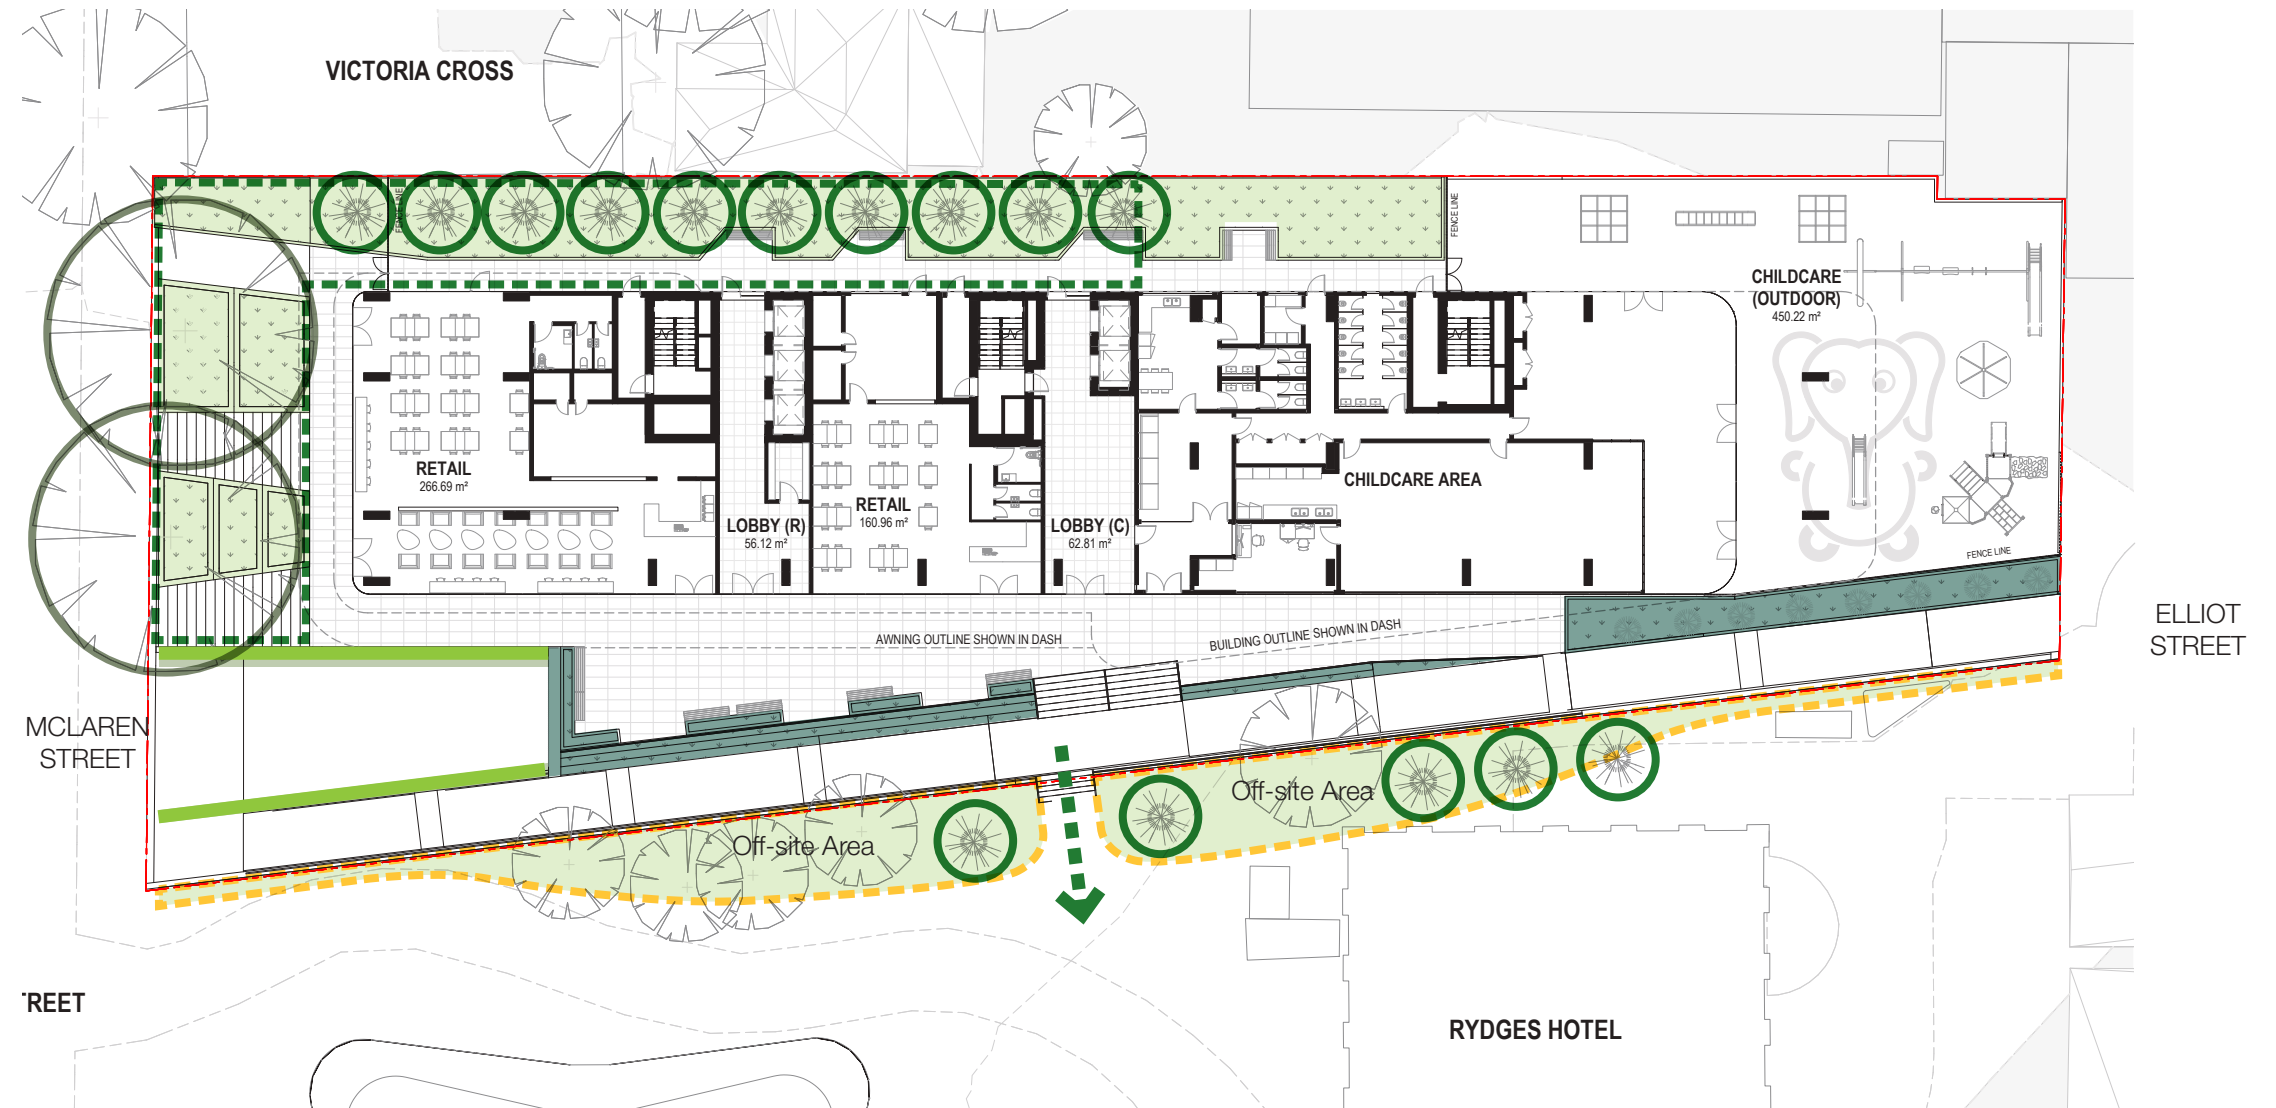 VICTORIA CROSS
FENCE LINE
FENCE LINE
CHILDCARE
(OUTDOOR)
450.22 m²
RETAIL
266.69 m²
CHILDCARE AREA
RETAIL
160.96 m²
LOBBY (R)
56.12 m²
LOBBY (C)
62.81 m²
FENCE LINE
ELLIOT
STREET
AWNING OUTLINE SHOWN IN DASH
BUILDING OUTLINE SHOWN IN DASH
MCLAREN
STREET
Off-site Area
Off-site Area
REET
RYDGES HOTEL